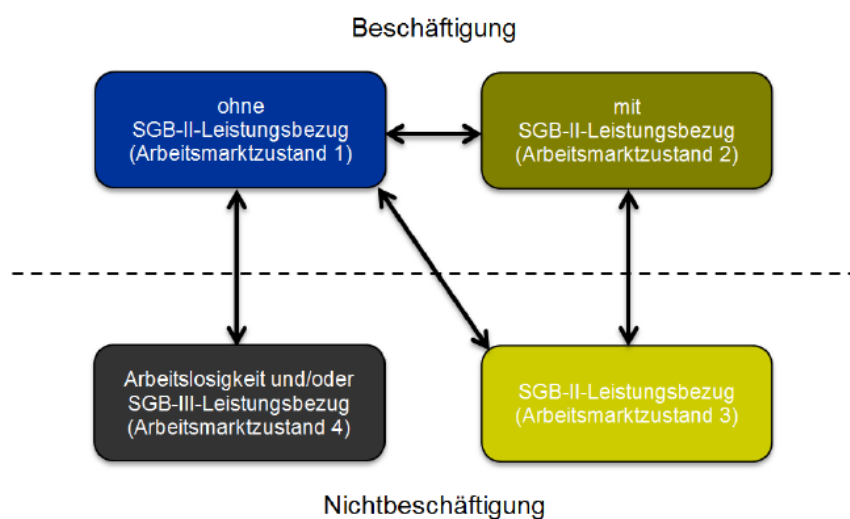 Beschäftigung
ohne
SGB-II-Leistungsbezug
(Arbeitsmarktzustand 1)
mit
SGB-II-Leistungsbezug
(Arbeitsmarktzustand 2)
Arbeitslosigkeit und/oder
SGB-III-Leistungsbezug
(Arbeitsmarktzustand 4)
SGB-II-Leistungsbezug
(Arbeitsmarktzustand 3)
Nichtbeschäftigung